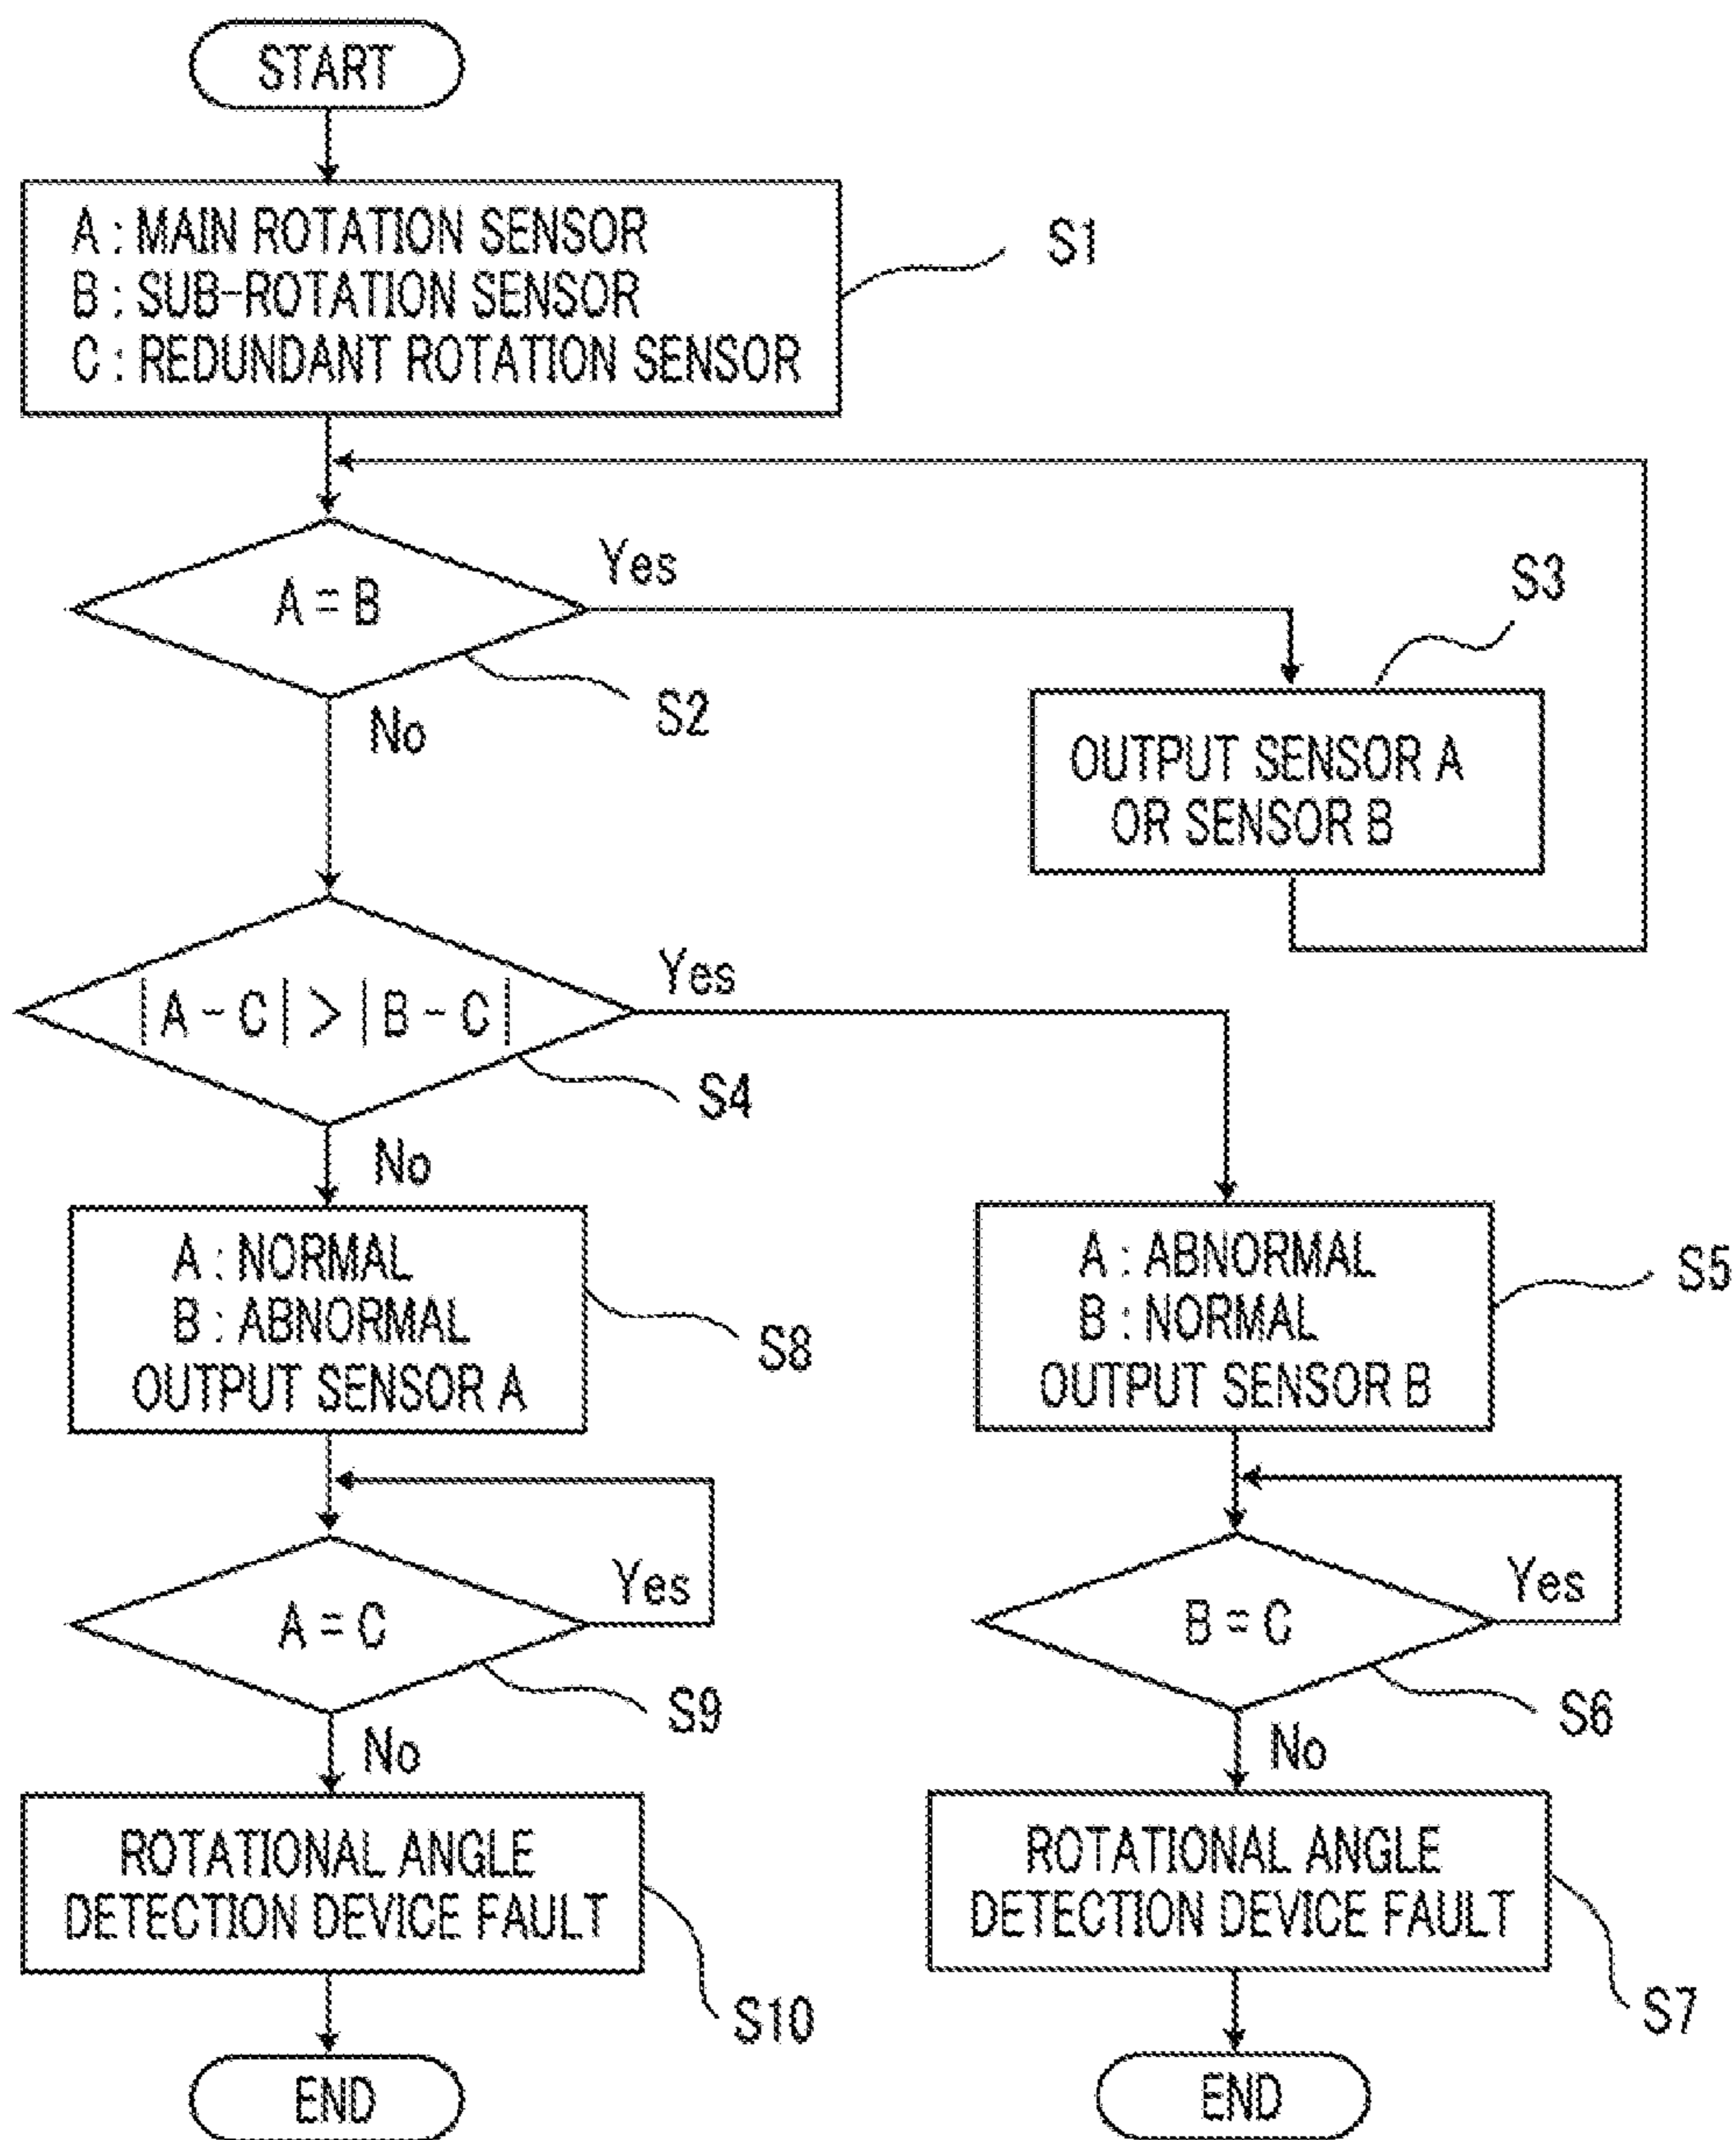 START
A : MAIN ROTATION SENSOR
B : SUB-ROTATION SENSOR
C : REDUNDANT ROTATION SENSOR
S1
A = B
Yes
No
S2
S3
OUTPUT SENSOR A
OR SENSOR B
|A - C| > |B - C|
Yes
No
S4
A : NORMAL
B : ABNORMAL
OUTPUT SENSOR A
S8
A : ABNORMAL
B : NORMAL
OUTPUT SENSOR B
S5
A = C
Yes
No
S9
B = C
Yes
No
S6
ROTATIONAL ANGLE
DETECTION DEVICE FAULT
S10
ROTATIONAL ANGLE
DETECTION DEVICE FAULT
S7
END
END